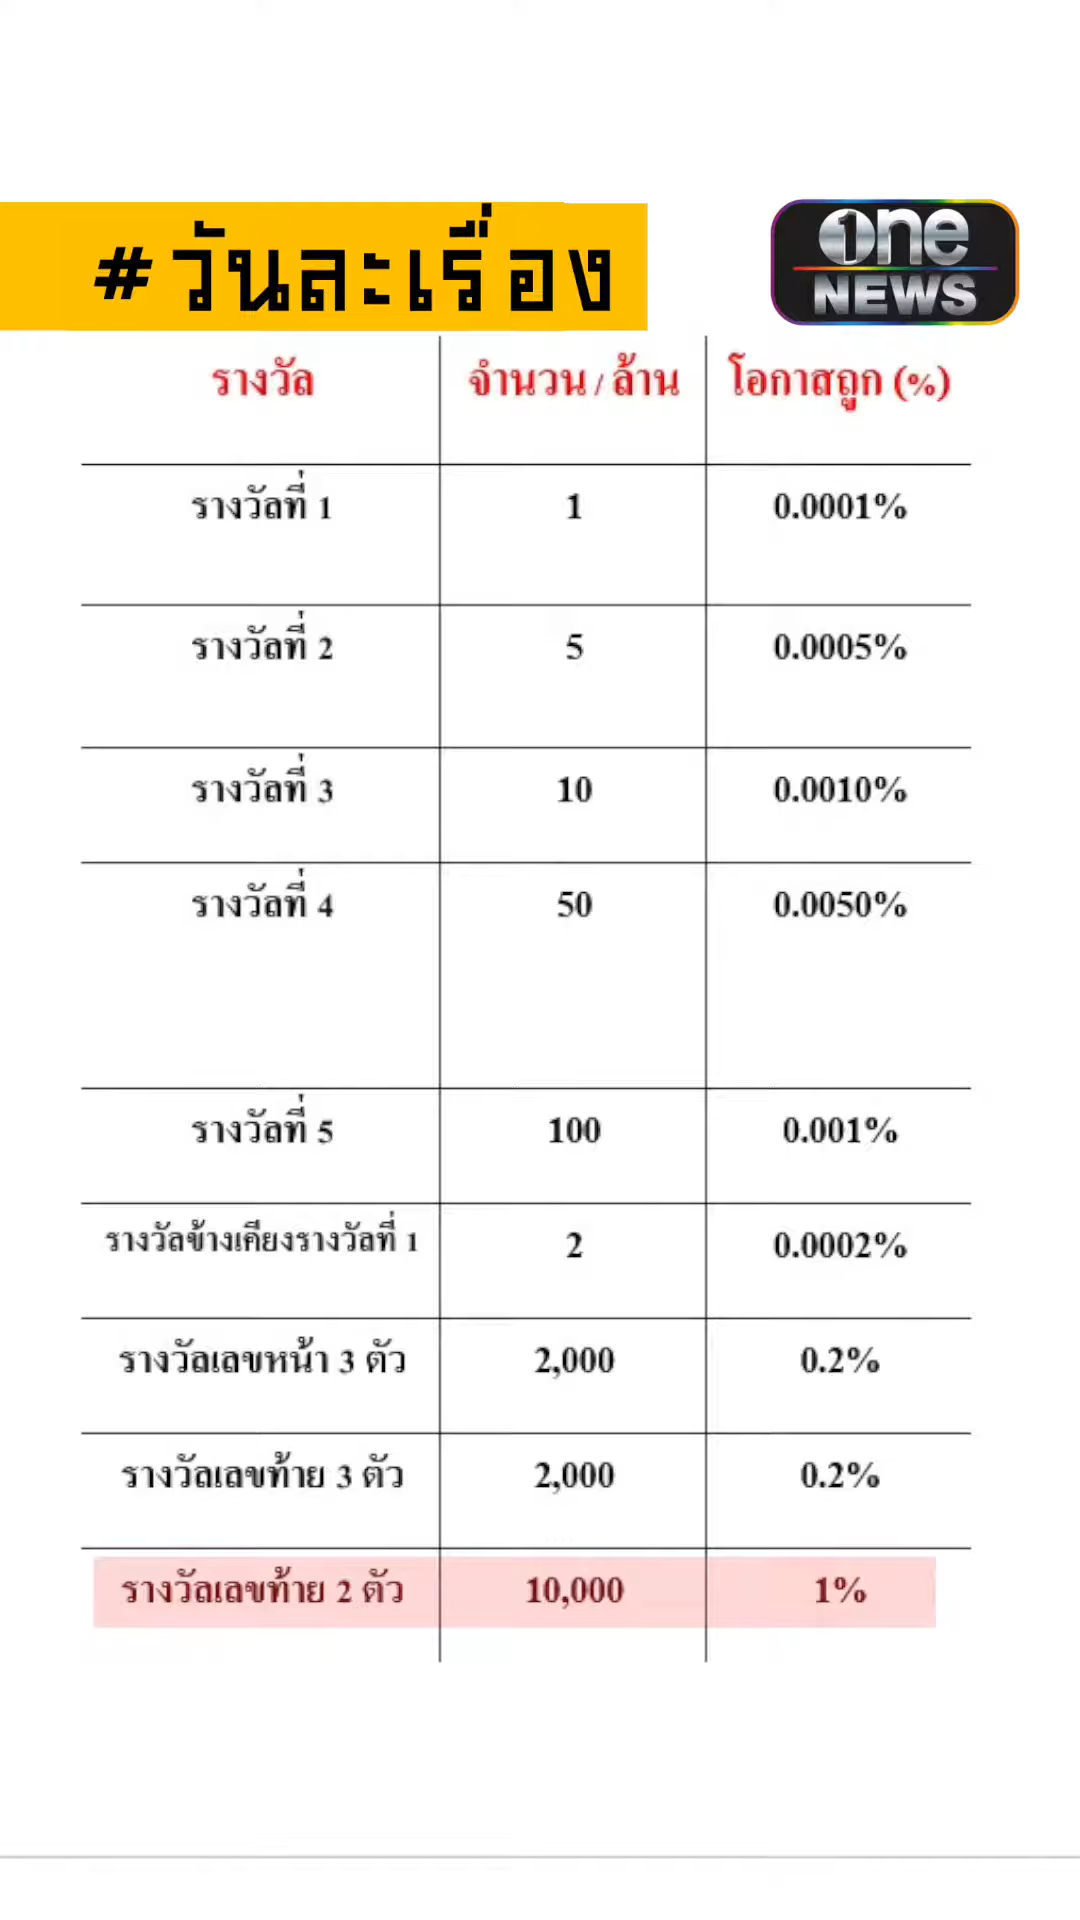 #วันละเรื่อง
one
NEWS
รางวัล จำนวน / ล้าน โอกาสถูก (%)
รางวัลที่ 1 1 0.0001%
รางวัลที่ 2 5 0.0005%
รางวัลที่ 3 10 0.0010%
รางวัลที่ 4 50 0.0050%
รางวัลที่ 5 100 0.001%
รางวัลข้างเคียงรางวัลที่ 1 2 0.0002%
รางวัลเลขหน้า 3 ตัว 2,000 0.2%
รางวัลเลขท้าย 3 ตัว 2,000 0.2%
รางวัลเลขท้าย 2 ตัว 10,000 1%